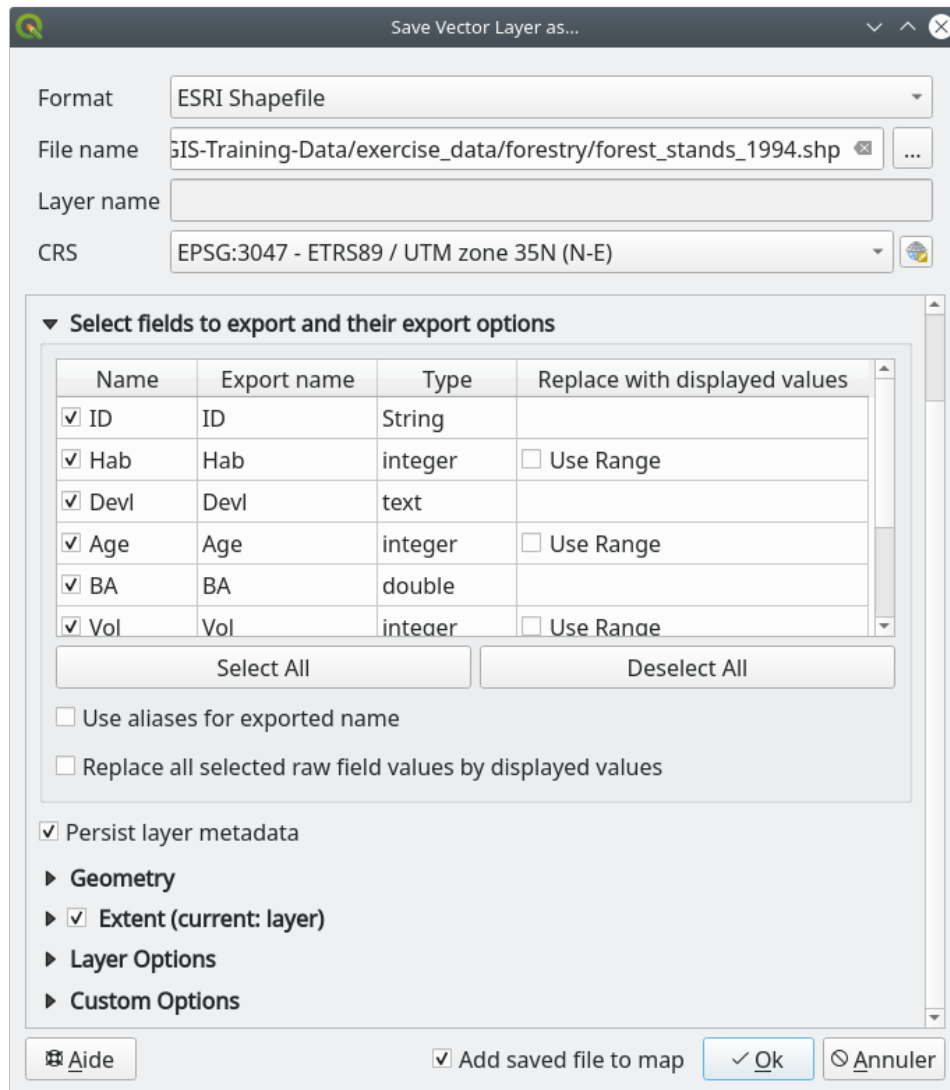 Save Vector Layer as...
Format ESRI Shapefile
File name GIS-Training-Data/exercise_data/forestry/forest_stands_1994.shp ...
Layer name
CRS EPSG:3047 - ETRS89 / UTM zone 35N (N-E)
Select fields to export and their export options
Name Export name Type Replace with displayed values
ID ID String
Hab Hab integer Use Range
Devl Devl text
Age Age integer Use Range
BA BA double
Vol Vol integer Use Range
Select All Deselect All
Use aliases for exported name
Replace all selected raw field values by displayed values
Persist layer metadata
Geometry
Extent (current: layer)
Layer Options
Custom Options
Aide Add saved file to map Ok Annuler